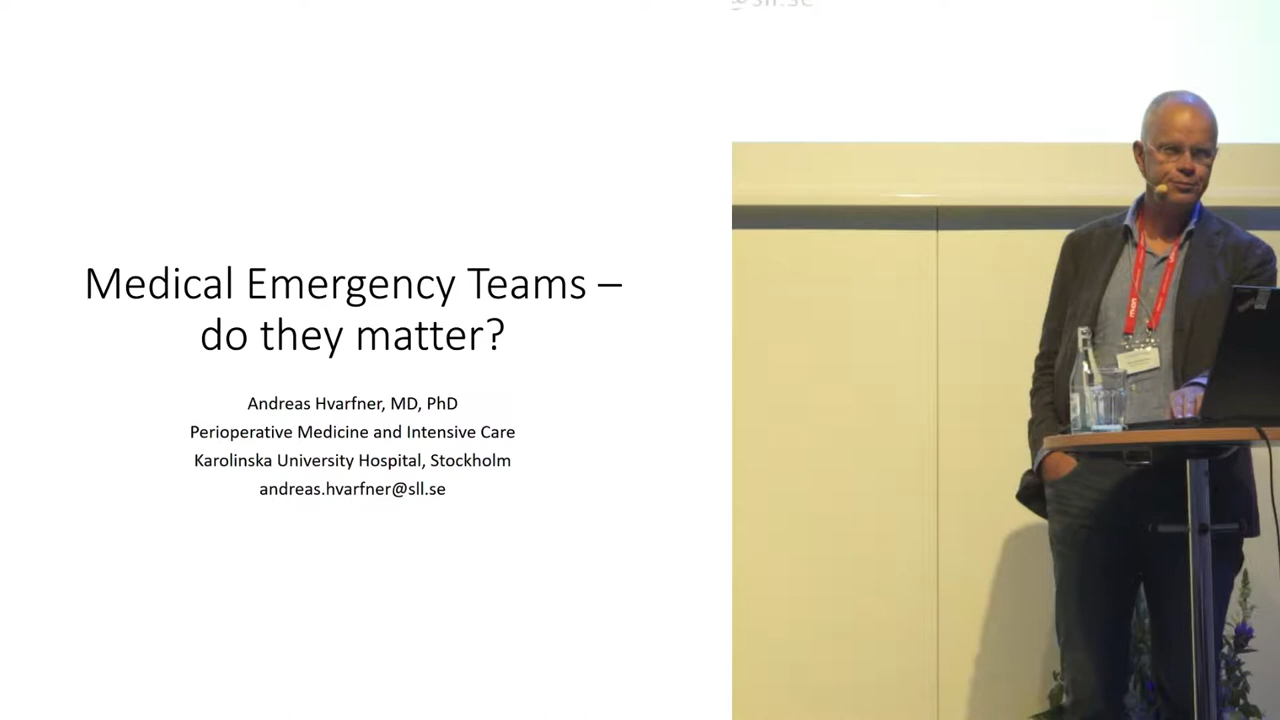 Medical Emergency Teams –
do they matter?
Andreas Hvarfner, MD, PhD
Perioperative Medicine and Intensive Care
Karolinska University Hospital, Stockholm
andreas.hvarfner@sll.se